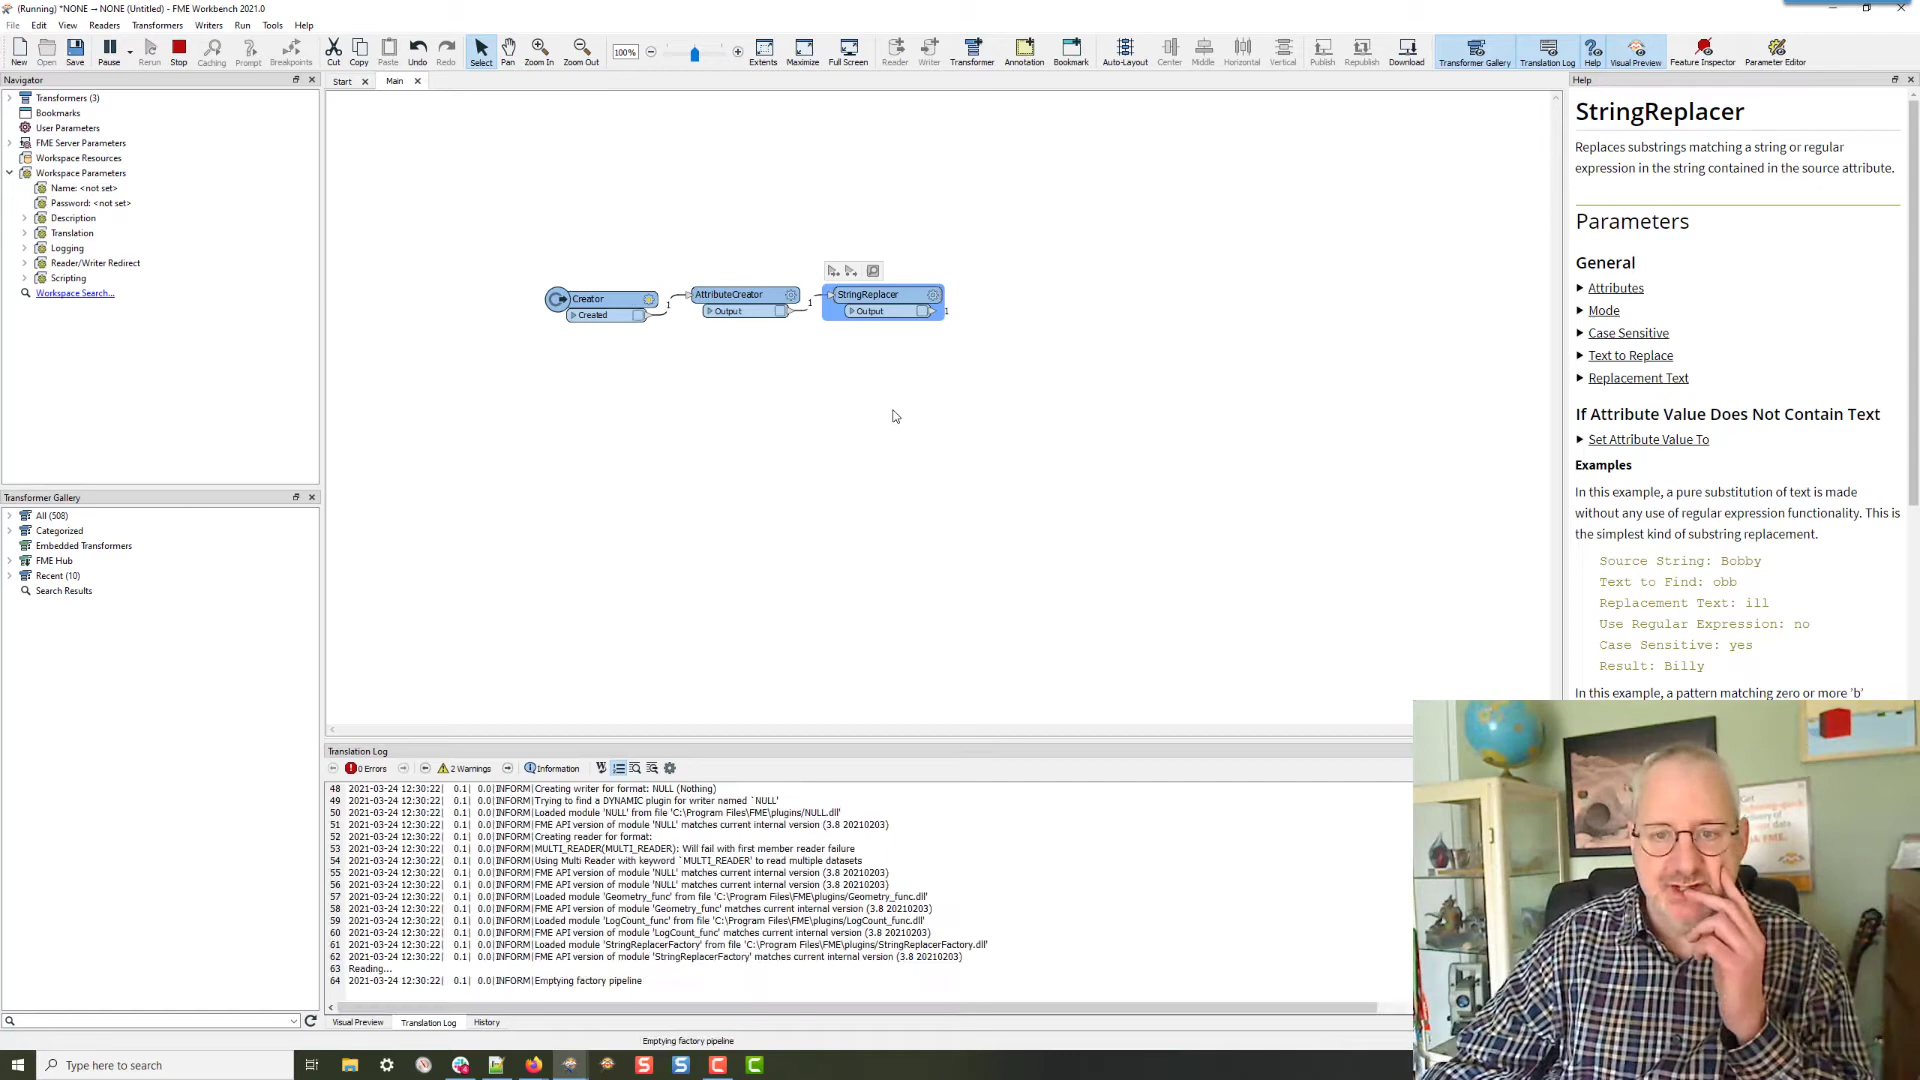 (Running) *NONE → NONE (Untitled) - FME Workbench 2021.0
File Edit View Readers Transformers Writers Run Tools Help
New Open Save Pause Rerun Stop Caching Prompt Breakpoints Cut Copy Paste Undo Redo Select Pan Zoom In Zoom Out 100% Extents Maximize Full Screen Reader Writer Transformer Annotation Bookmark Auto-Layout Center Middle Horizontal Vertical Publish Republish Download Transformer Gallery Translation Log Help Visual Preview Feature Inspector Parameter Editor
Navigator
Transformers (3)
Bookmarks
User Parameters
FME Server Parameters
Workspace Resources
Workspace Parameters
Name: <not set>
Password: <not set>
Description
Translation
Logging
Reader/Writer Redirect
Scripting
Workspace Search...
Transformer Gallery
All (508)
Categorized
Embedded Transformers
FME Hub
Recent (10)
Search Results
Start Main
Creator
Created
1
AttributeCreator
Output
1
StringReplacer
Output
1
Translation Log
0 Errors 2 Warnings Information
48 2021-03-24 12:30:22| 0.1| 0.0|INFORM|Creating writer for format: NULL (Nothing)
49 2021-03-24 12:30:22| 0.1| 0.0|INFORM|Trying to find a DYNAMIC plugin for writer named `NULL'
50 2021-03-24 12:30:22| 0.1| 0.0|INFORM|Loaded module 'NULL' from file 'C:\Program Files\FME\plugins/NULL.dll'
51 2021-03-24 12:30:22| 0.1| 0.0|INFORM|FME API version of module 'NULL' matches current internal version (3.8 20210203)
52 2021-03-24 12:30:22| 0.1| 0.0|INFORM|Creating reader for format:
53 2021-03-24 12:30:22| 0.1| 0.0|INFORM|MULTI_READER(MULTI_READER): Will fail with first member reader failure
54 2021-03-24 12:30:22| 0.1| 0.0|INFORM|Using Multi Reader with keyword `MULTI_READER' to read multiple datasets
55 2021-03-24 12:30:22| 0.1| 0.0|INFORM|FME API version of module 'NULL' matches current internal version (3.8 20210203)
56 2021-03-24 12:30:22| 0.1| 0.0|INFORM|FME API version of module 'NULL' matches current internal version (3.8 20210203)
57 2021-03-24 12:30:22| 0.1| 0.0|INFORM|Loaded module 'Geometry_func' from file 'C:\Program Files\FME\plugins/Geometry_func.dll'
58 2021-03-24 12:30:22| 0.1| 0.0|INFORM|FME API version of module 'Geometry_func' matches current internal version (3.8 20210203)
59 2021-03-24 12:30:22| 0.1| 0.0|INFORM|Loaded module 'LogCount_func' from file 'C:\Program Files\FME\plugins/LogCount_func.dll'
60 2021-03-24 12:30:22| 0.1| 0.0|INFORM|FME API version of module 'LogCount_func' matches current internal version (3.8 20210203)
61 2021-03-24 12:30:22| 0.1| 0.0|INFORM|Loaded module 'StringReplacerFactory' from file 'C:\Program Files\FME\plugins/StringReplacerFactory.dll'
62 2021-03-24 12:30:22| 0.1| 0.0|INFORM|FME API version of module 'StringReplacerFactory' matches current internal version (3.8 20210203)
63 Reading...
64 2021-03-24 12:30:22| 0.1| 0.0|INFORM|Emptying factory pipeline
Visual Preview Translation Log History
Emptying factory pipeline
Type here to search
Help
StringReplacer
Replaces substrings matching a string or regular
expression in the string contained in the source attribute.
Parameters
General
Attributes
Mode
Case Sensitive
Text to Replace
Replacement Text
If Attribute Value Does Not Contain Text
Set Attribute Value To
Examples
In this example, a pure substitution of text is made
without any use of regular expression functionality. This is
the simplest kind of substring replacement.
Source String: Bobby
Text to Find: obb
Replacement Text: ill
Use Regular Expression: no
Case Sensitive: yes
Result: Billy
In this example, a pattern matching zero or more 'b'